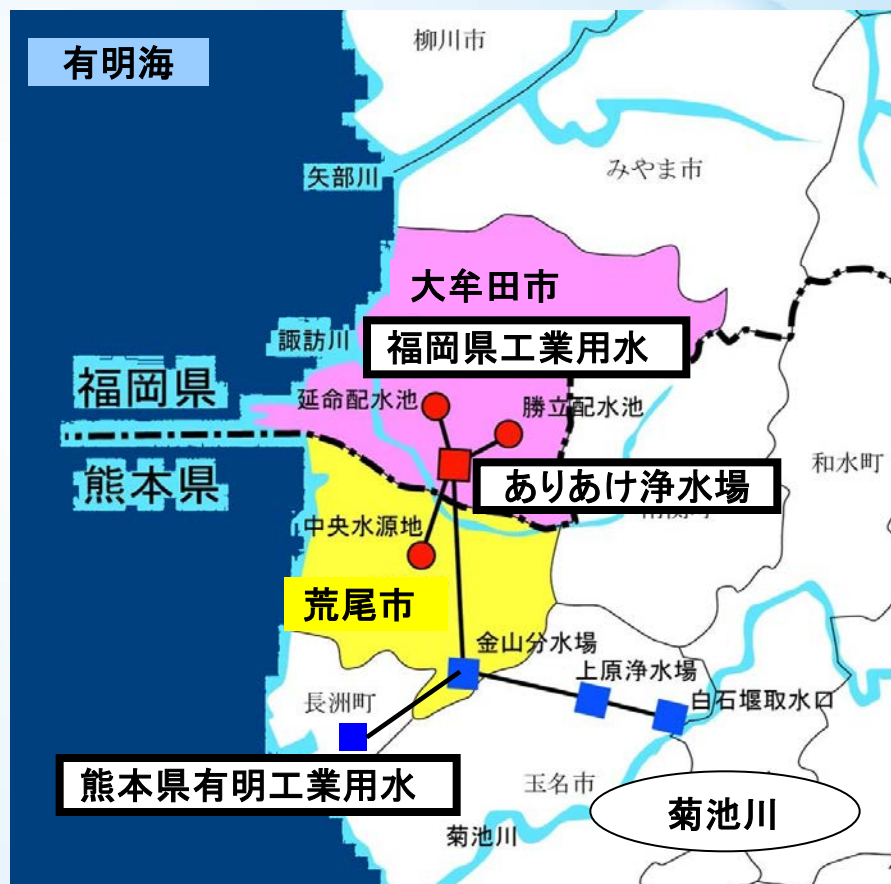 有明海
柳川市
矢部川
みやま市
大牟田市
諏訪川
福岡県工業用水
福岡県
延命配水池
勝立配水池
熊本県
ありあけ浄水場
和水町
中央水源地
荒尾市
金山分水場
上原浄水場
長洲町
白石堰取水口
熊本県有明工業用水
玉名市
菊池川
菊池川